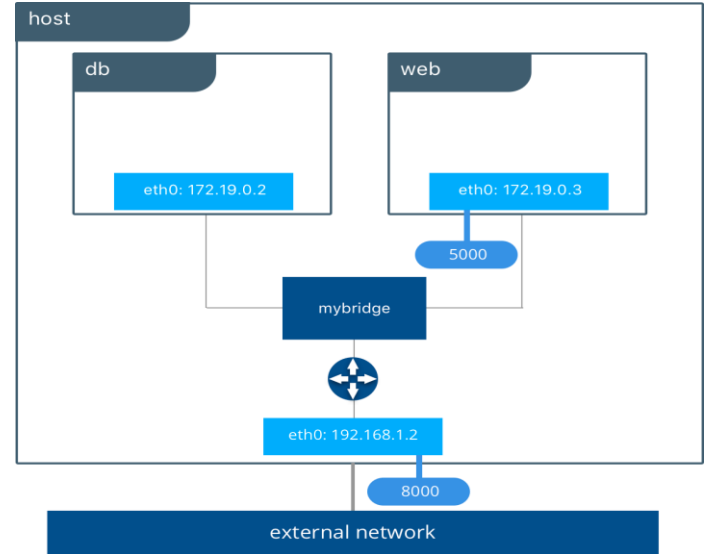 host
db
web
eth0: 172.19.0.2
eth0: 172.19.0.3
5000
mybridge
eth0: 192.168.1.2
8000
external network